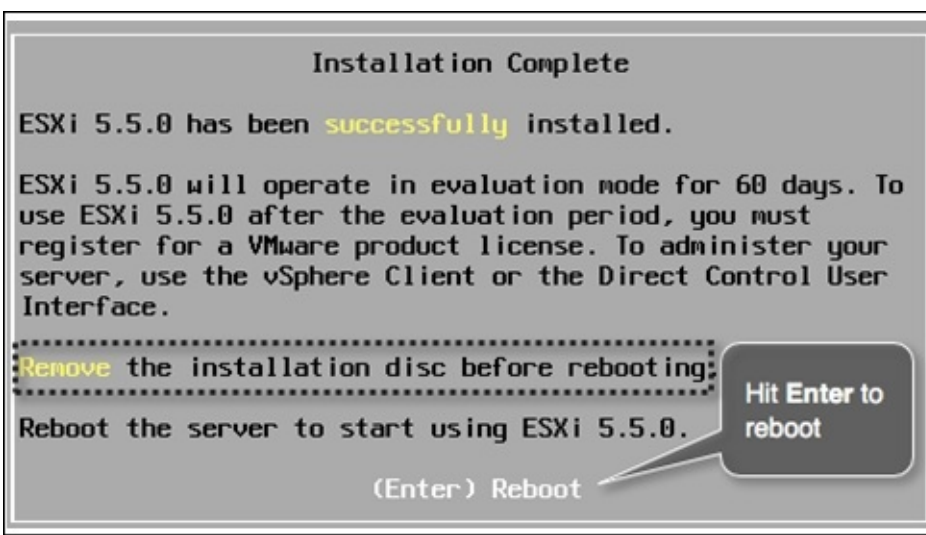 Installation Complete
ESXi 5.5.0 has been successfully installed.
ESXi 5.5.0 will operate in evaluation mode for 60 days. To
use ESXi 5.5.0 after the evaluation period, you must
register for a VMware product license. To administer your
server, use the vSphere Client or the Direct Control User
Interface.
Remove the installation disc before rebooting.
Hit Enter to
reboot
Reboot the server to start using ESXi 5.5.0.
(Enter) Reboot